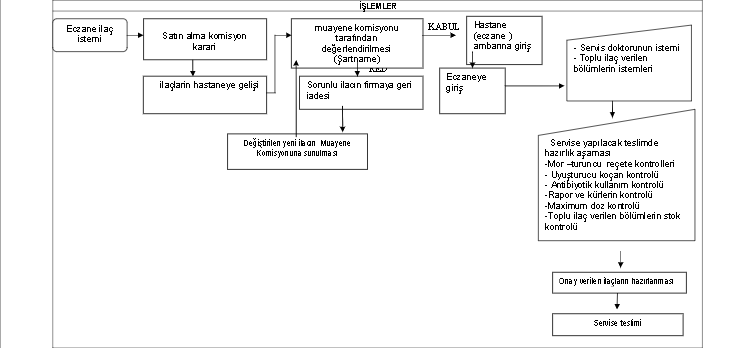 İŞLEMLER
Eczane ilaç
istemi
Satın alma komisyon
karari
ilaçların hastaneye gelişi
muayene komisyonu
tarafından
değerlendirilmesi
(Şartname)
KABUL
RED
Sorunlu ilacın firmaya geri
iadesi
Değiştirilen yeni ilacın Muayene
Komisyonuna sunulması
Hastane
(eczane )
ambarına giriş
Eczaneye
giriş
- Servis doktorunun istemi
- Toplu ilaç verilen
bölümlerin istemleri
Servise yapılacak teslimde
hazırlık aşaması
-Mor –turuncu reçete kontrolleri
- Uyuşturucu koçan kontrolü
- Antibiyotik kullanım kontrolü
-Rapor ve kürlerin kontrolü
-Maximum doz kontrolü
-Toplu ilaç verilen bölümlerin stok
kontrolü
Onay verilen ilaçların hazırlanması
Servise teslimi